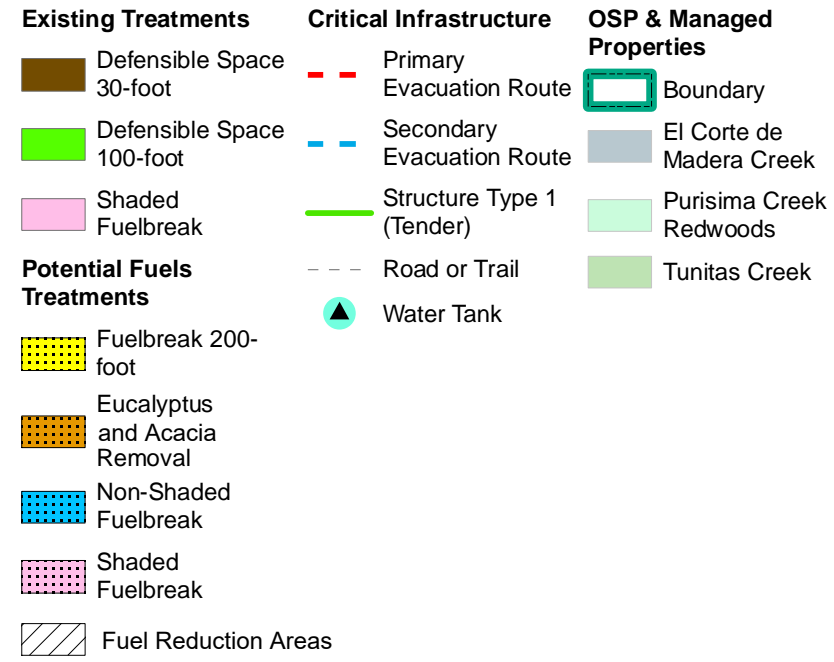 Existing Treatments
Defensible Space
30-foot
Defensible Space
100-foot
Shaded
Fuelbreak
Potential Fuels
Treatments
Fuelbreak 200-
foot
Eucalyptus
and Acacia
Removal
Non-Shaded
Fuelbreak
Shaded
Fuelbreak
Fuel Reduction Areas
Critical Infrastructure
Primary
Evacuation Route
Secondary
Evacuation Route
Structure Type 1
(Tender)
Road or Trail
Water Tank
OSP & Managed
Properties
Boundary
El Corte de
Madera Creek
Purisima Creek
Redwoods
Tunitas Creek